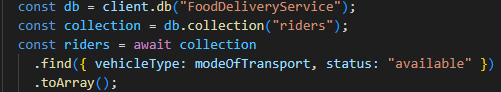 const db = client.db("FoodDeliveryService");
const collection = db.collection("riders");
const riders = await collection
.find({ vehicleType: modeOfTransport, status: "available" })
.toArray();